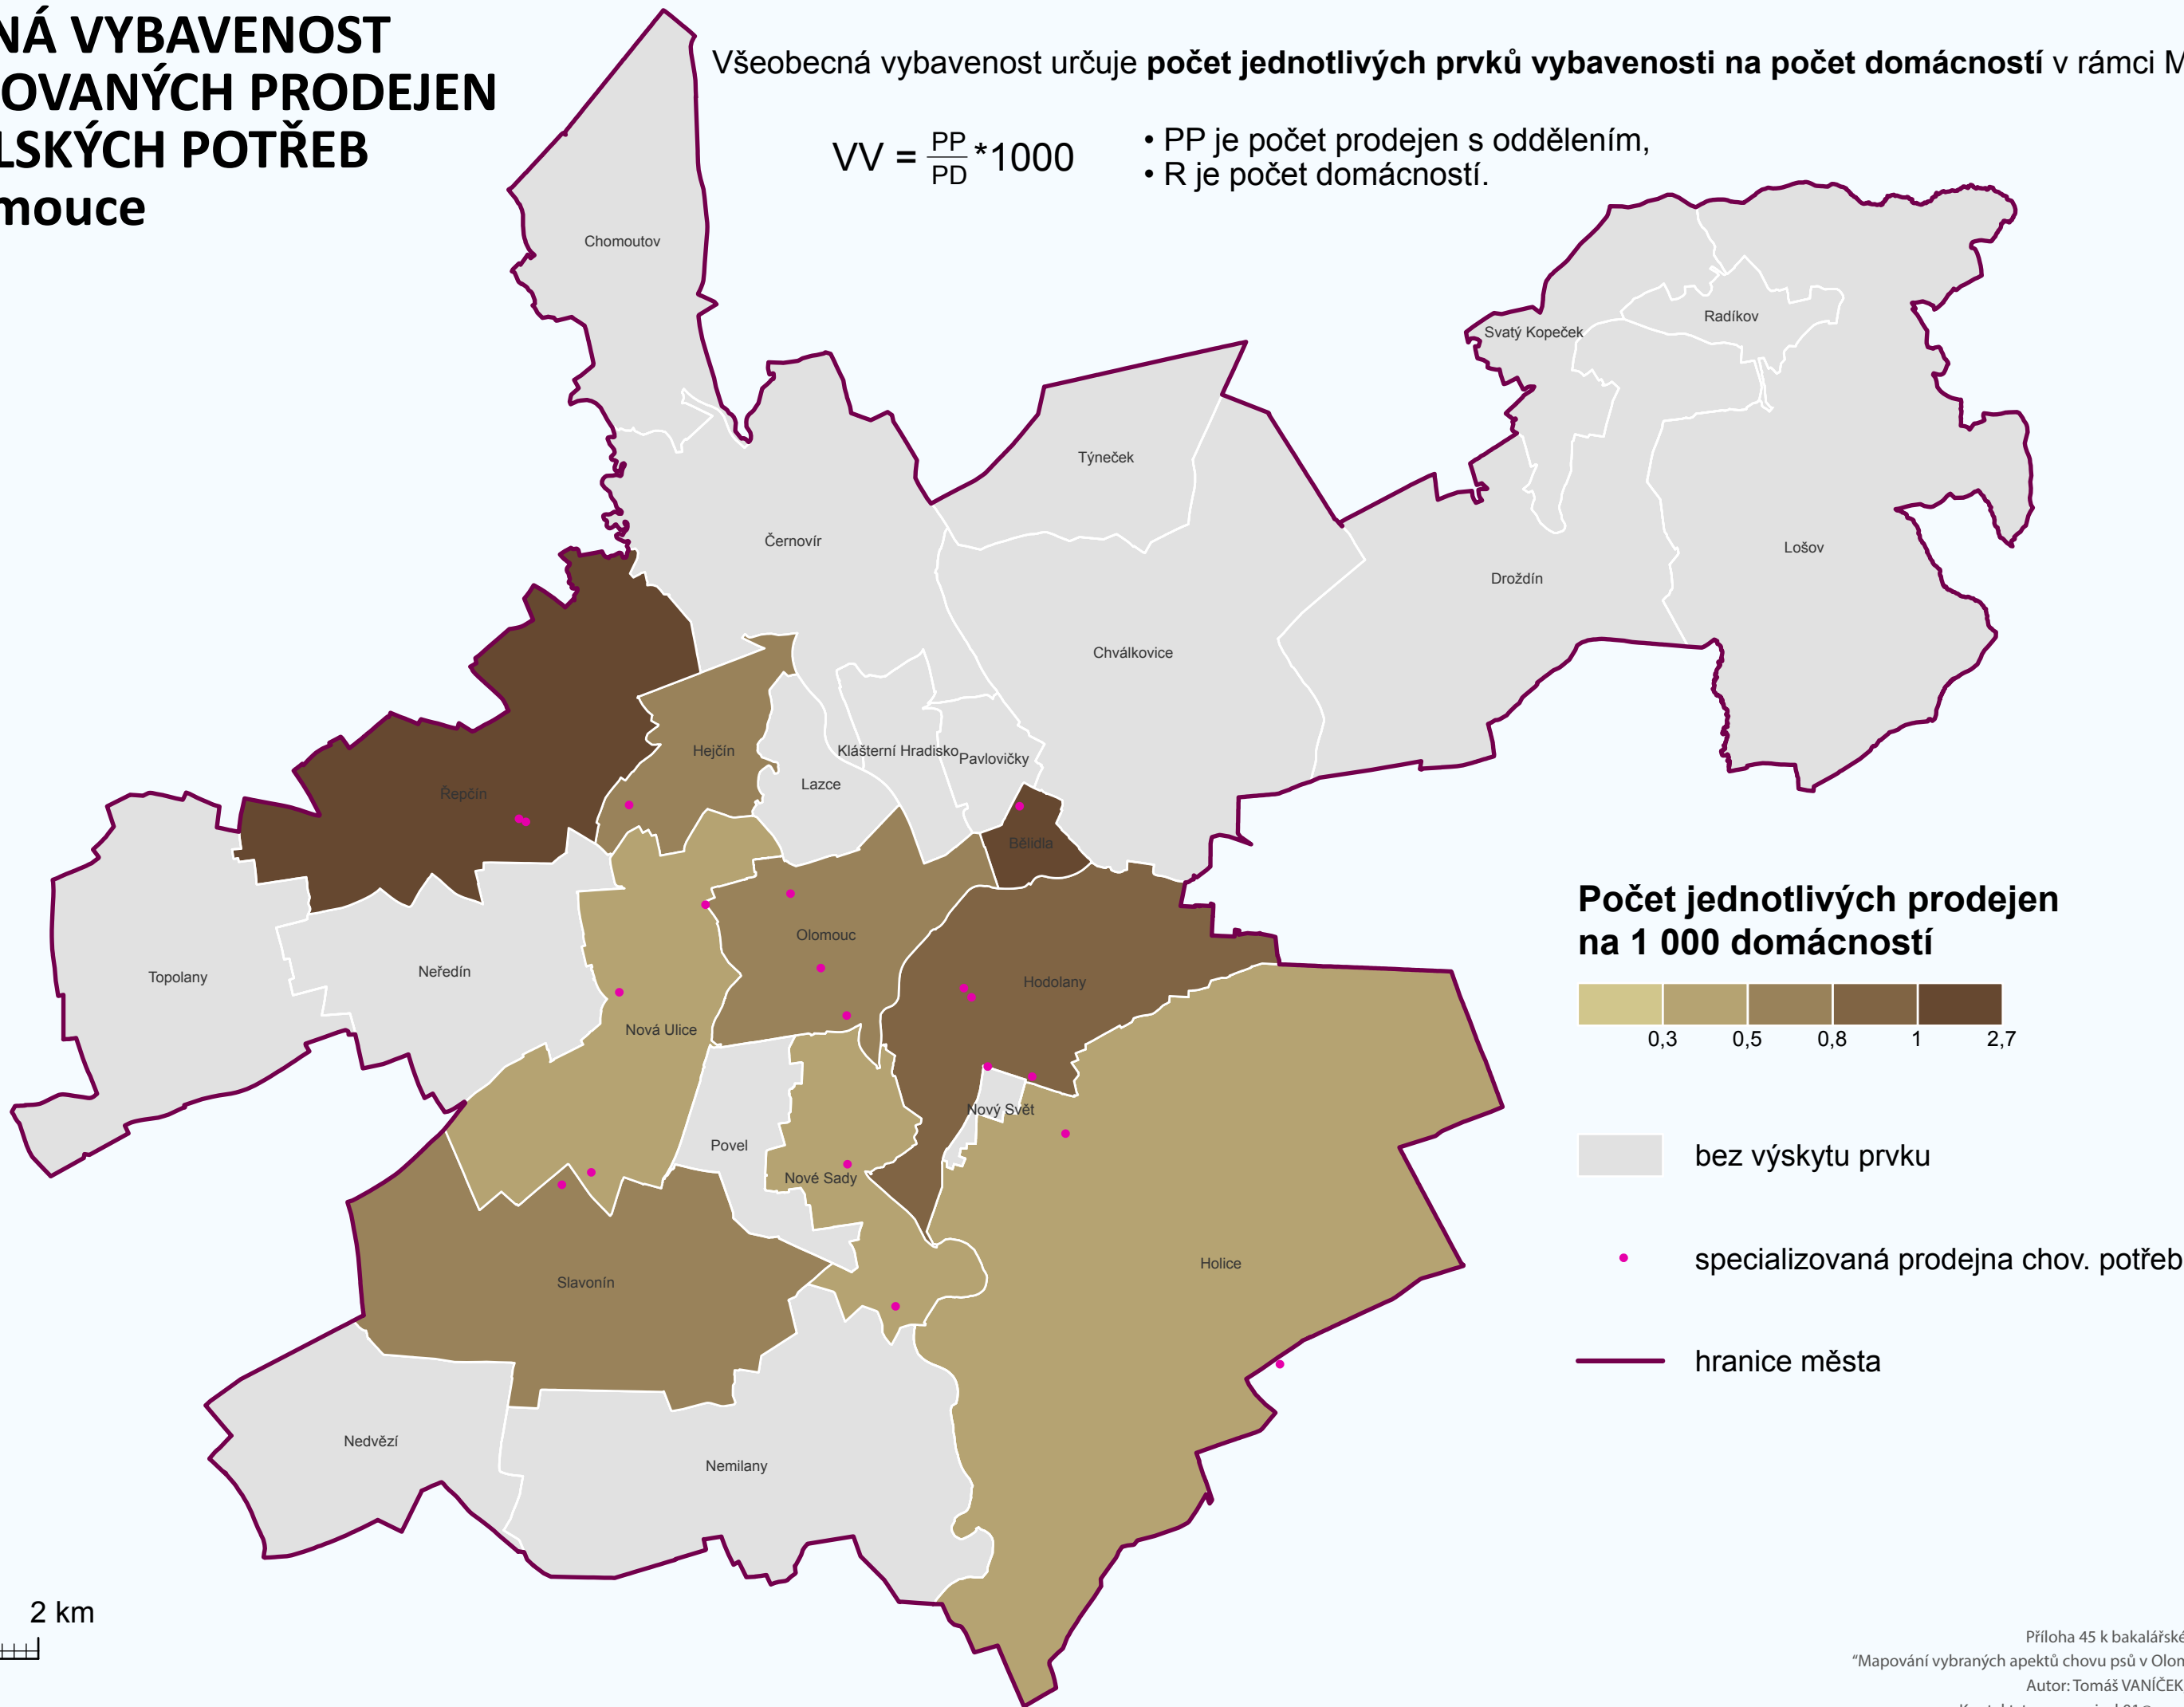 NÁ VYBAVENOST
OVANÝCH PRODEJEN
LSKÝCH POTŘEB
mouce
Všeobecná vybavenost určuje počet jednotlivých prvků vybavenosti na počet domácností v rámci M
VV = PP/PD *1000
• PP je počet prodejen s oddělením,
• R je počet domácností.
Chomoutov
Radíkov
Svatý Kopeček
Týneček
Černovír
Lošov
Droždín
Chválkovice
Hejčín
Klášterní Hradisko
Pavlovičky
Lazce
Řepčín
Bělidla
Olomouc
Neředín
Topolany
Hodolany
Nová Ulice
Nový Svět
Povel
Nové Sady
Holice
Slavonín
Nedvězí
Nemilany
Počet jednotlivých prodejen
na 1 000 domácností
0,3 0,5 0,8 1 2,7
bez výskytu prvku
specializovaná prodejna chov. potřeb
hranice města
2 km
Příloha 45 k bakalářské
“Mapování vybraných apektů chovu psů v Olom
Autor: Tomáš VANÍČEK